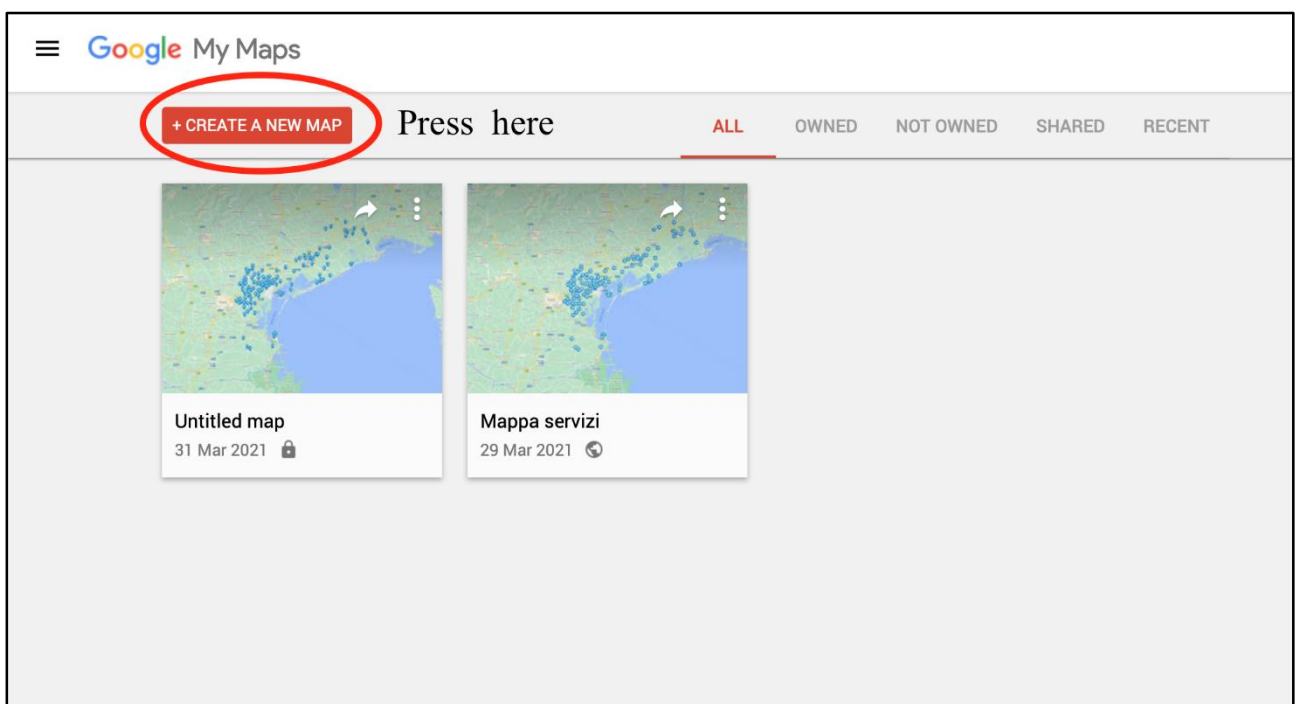 Google My Maps
+ CREATE A NEW MAP Press here ALL OWNED NOT OWNED SHARED RECENT
Untitled map
31 Mar 2021
Mappa servizi
29 Mar 2021